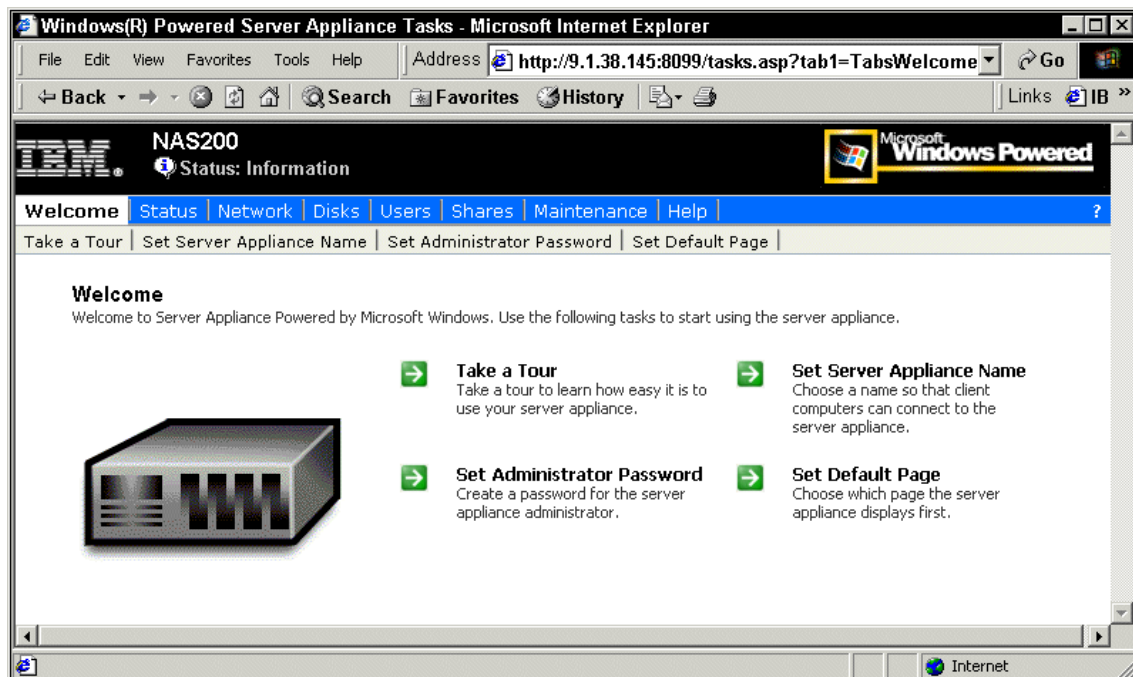 Windows(R) Powered Server Appliance Tasks - Microsoft Internet Explorer
File Edit View Favorites Tools Help Address http://9.1.38.145:8099/tasks.asp?tab1=TabsWelcome Go
Back Search Favorites History Links IB »
IBM. NAS200 Microsoft Windows Powered
Status: Information
Welcome | Status | Network | Disks | Users | Shares | Maintenance | Help | ?
Take a Tour | Set Server Appliance Name | Set Administrator Password | Set Default Page |
Welcome
Welcome to Server Appliance Powered by Microsoft Windows. Use the following tasks to start using the server appliance.
Take a Tour
Take a tour to learn how easy it is to
use your server appliance.
Set Server Appliance Name
Choose a name so that client
computers can connect to the
server appliance.
Set Administrator Password
Create a password for the server
appliance administrator.
Set Default Page
Choose which page the server
appliance displays first.
Internet